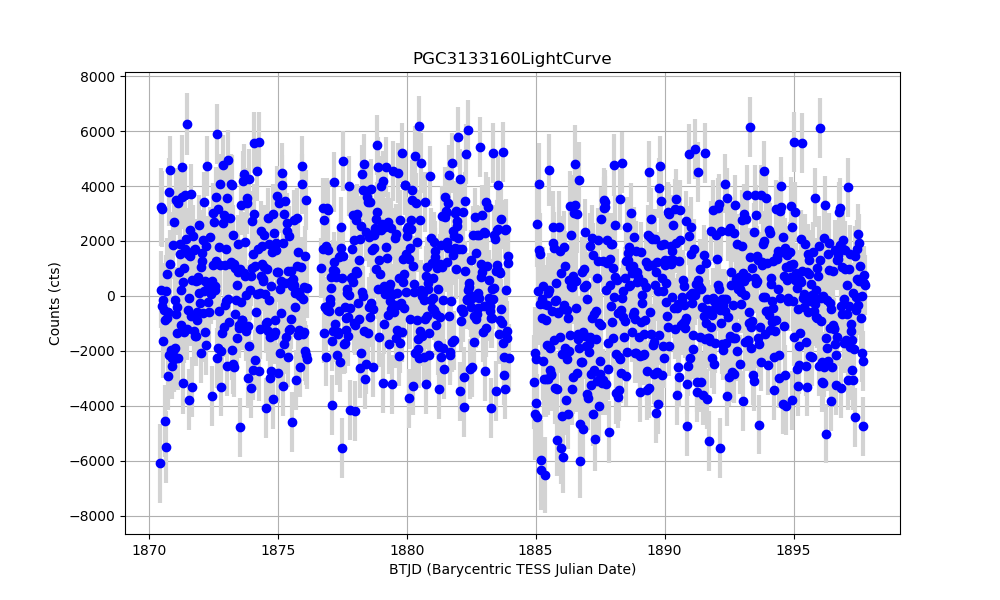 PGC3133160LightCurve
8000
6000
4000
2000
0
−2000
−4000
−6000
−8000
Counts (cts)
1870 1875 1880 1885 1890 1895
BTJD (Barycentric TESS Julian Date)